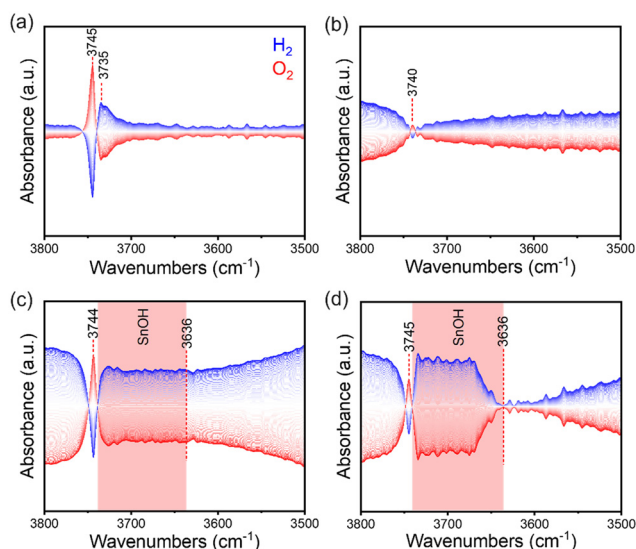 (a)
3745
3735
H₂
O₂
Absorbance (a.u.)
3800 3700 3600 3500
Wavenumbers (cm⁻¹)
(b)
3740
Absorbance (a.u.)
3800 3700 3600 3500
Wavenumbers (cm⁻¹)
(c)
3744
SnOH
3636
Absorbance (a.u.)
3800 3700 3600 3500
Wavenumbers (cm⁻¹)
(d)
3745
SnOH
3636
Absorbance (a.u.)
3800 3700 3600 3500
Wavenumbers (cm⁻¹)